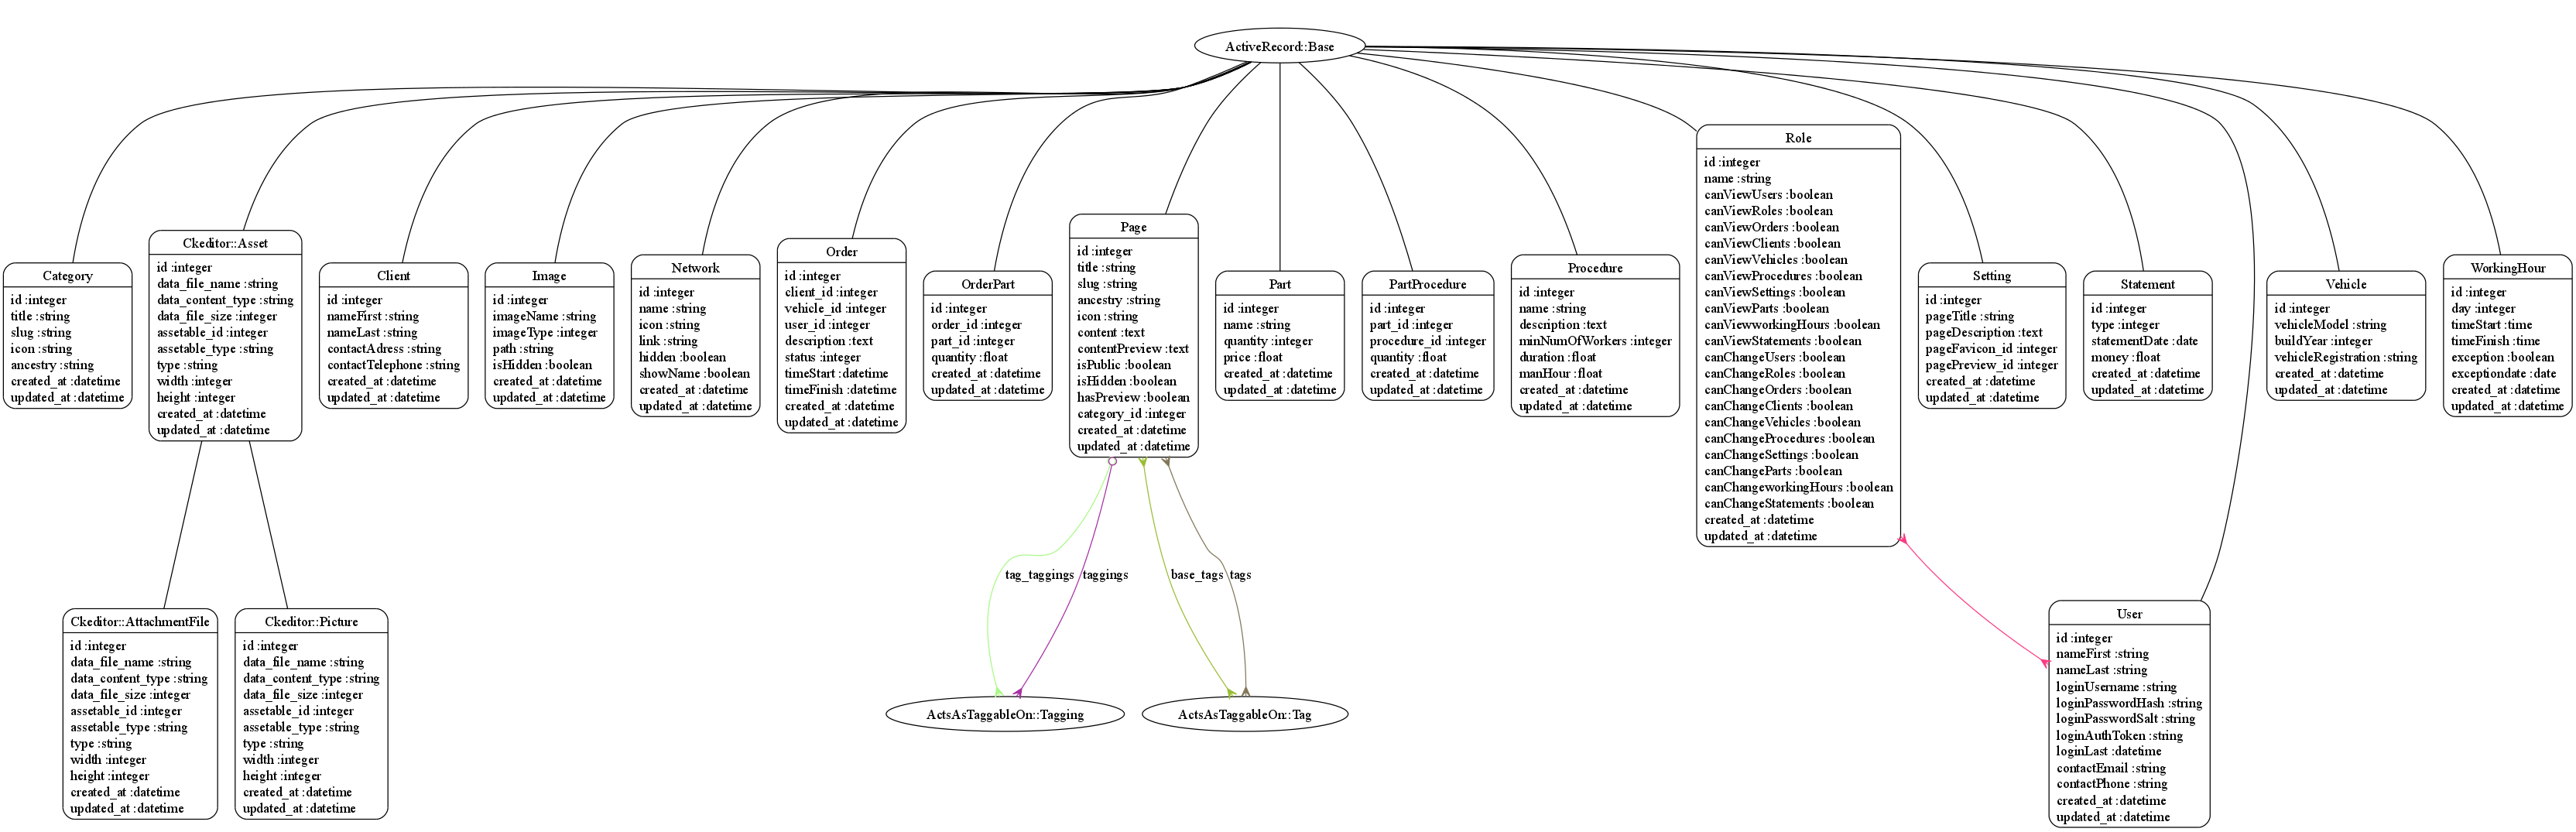 ActiveRecord::Base
Category
id :integer
title :string
slug :string
icon :string
ancestry :string
created_at :datetime
updated_at :datetime
Ckeditor::Asset
id :integer
data_file_name :string
data_content_type :string
data_file_size :integer
assetable_id :integer
assetable_type :string
type :string
width :integer
height :integer
created_at :datetime
updated_at :datetime
Client
id :integer
nameFirst :string
nameLast :string
contactAdress :string
contactTelephone :string
created_at :datetime
updated_at :datetime
Image
id :integer
imageName :string
imageType :integer
path :string
isHidden :boolean
created_at :datetime
updated_at :datetime
Network
id :integer
name :string
icon :string
link :string
hidden :boolean
showName :boolean
created_at :datetime
updated_at :datetime
Order
id :integer
client_id :integer
vehicle_id :integer
user_id :integer
description :text
status :integer
timeStart :datetime
timeFinish :datetime
created_at :datetime
updated_at :datetime
OrderPart
id :integer
order_id :integer
part_id :integer
quantity :float
created_at :datetime
updated_at :datetime
Page
id :integer
title :string
slug :string
ancestry :string
icon :string
content :text
contentPreview :text
isPublic :boolean
isHidden :boolean
hasPreview :boolean
category_id :integer
created_at :datetime
updated_at :datetime
Part
id :integer
name :string
quantity :integer
price :float
created_at :datetime
updated_at :datetime
PartProcedure
id :integer
part_id :integer
procedure_id :integer
quantity :float
created_at :datetime
updated_at :datetime
Procedure
id :integer
name :string
description :text
minNumOfWorkers :integer
duration :float
manHour :float
created_at :datetime
updated_at :datetime
Role
id :integer
name :string
canViewUsers :boolean
canViewRoles :boolean
canViewOrders :boolean
canViewClients :boolean
canViewVehicles :boolean
canViewProcedures :boolean
canViewSettings :boolean
canViewParts :boolean
canViewworkingHours :boolean
canViewStatements :boolean
canChangeUsers :boolean
canChangeRoles :boolean
canChangeOrders :boolean
canChangeClients :boolean
canChangeVehicles :boolean
canChangeProcedures :boolean
canChangeSettings :boolean
canChangeParts :boolean
canChangeworkingHours :boolean
canChangeStatements :boolean
created_at :datetime
updated_at :datetime
Setting
id :integer
pageTitle :string
pageDescription :text
pageFavicon_id :integer
pagePreview_id :integer
created_at :datetime
updated_at :datetime
Statement
id :integer
type :integer
statementDate :date
money :float
created_at :datetime
updated_at :datetime
Vehicle
id :integer
vehicleModel :string
buildYear :integer
vehicleRegistration :string
created_at :datetime
updated_at :datetime
WorkingHour
id :integer
day :integer
timeStart :time
timeFinish :time
exception :boolean
exceptiondate :date
created_at :datetime
updated_at :datetime
tag_taggings
taggings
base_tags
tags
Ckeditor::AttachmentFile
id :integer
data_file_name :string
data_content_type :string
data_file_size :integer
assetable_id :integer
assetable_type :string
type :string
width :integer
height :integer
created_at :datetime
updated_at :datetime
Ckeditor::Picture
id :integer
data_file_name :string
data_content_type :string
data_file_size :integer
assetable_id :integer
assetable_type :string
type :string
width :integer
height :integer
created_at :datetime
updated_at :datetime
ActsAsTaggableOn::Tagging
ActsAsTaggableOn::Tag
User
id :integer
nameFirst :string
nameLast :string
loginUsername :string
loginPasswordHash :string
loginPasswordSalt :string
loginAuthToken :string
loginLast :datetime
contactEmail :string
contactPhone :string
created_at :datetime
updated_at :datetime